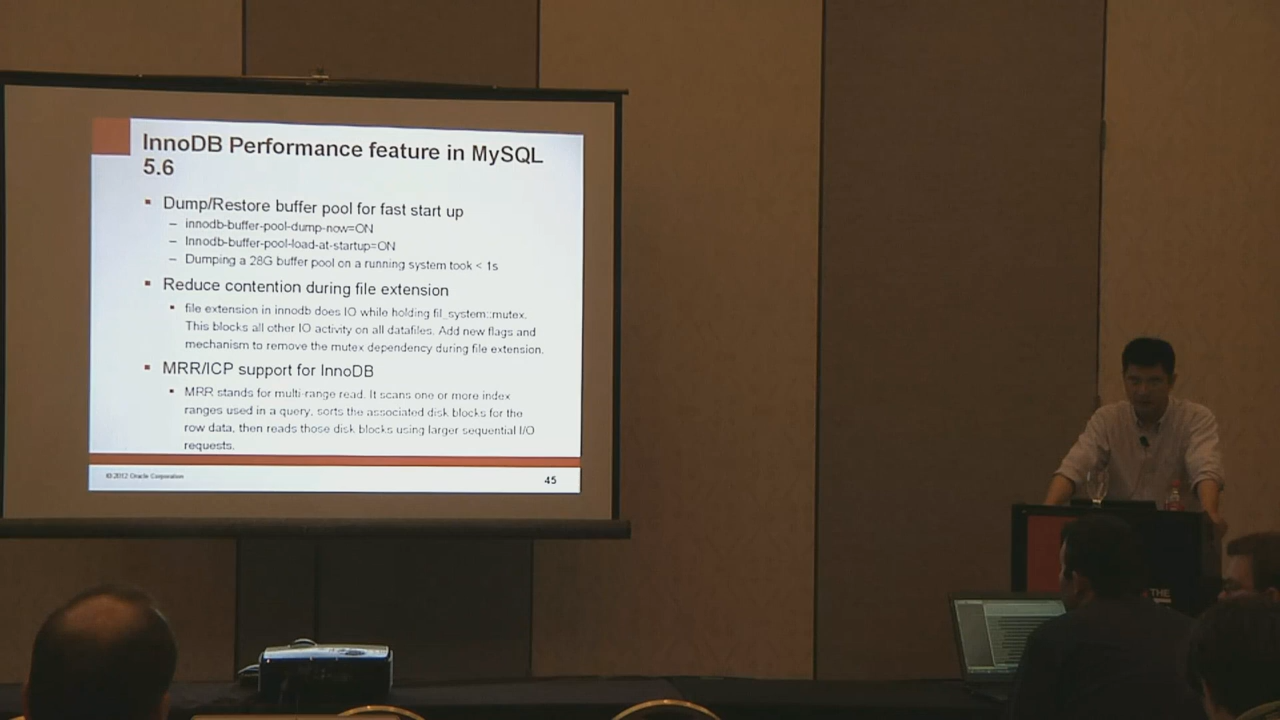 InnoDB Performance feature in MySQL
5.6
Dump/Restore buffer pool for fast start up
– innodb-buffer-pool-dump-now=ON
– Innodb-buffer-pool-load-at-startup=ON
– Dumping a 28G buffer pool on a running system took < 1s
Reduce contention during file extension
file extension in innodb does IO while holding fil_system::mutex.
This blocks all other IO activity on all datafiles. Add new flags and
mechanism to remove the mutex dependency during file extension.
MRR/ICP support for InnoDB
MRR stands for multi-range read. It scans one or more index
ranges used in a query, sorts the associated disk blocks for the
row data, then reads those disk blocks using larger sequential I/O
requests.
© 2012 Oracle Corporation
45
THE